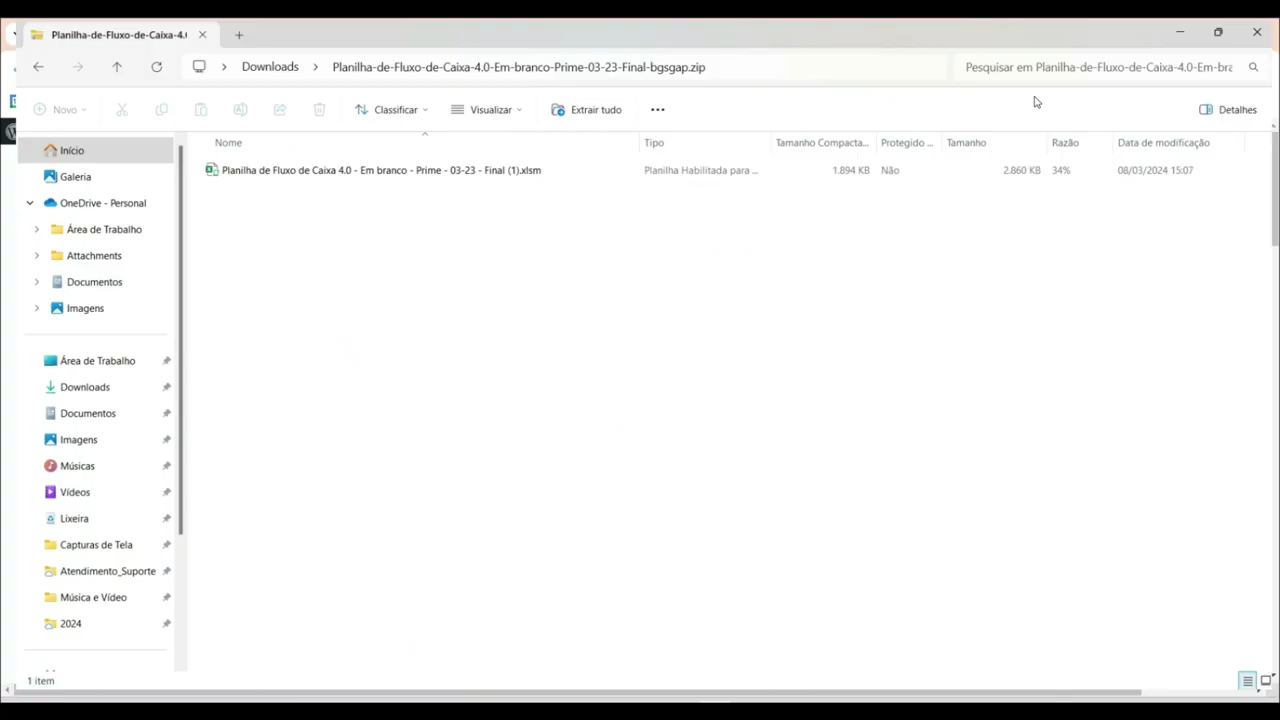 Planilha-de-Fluxo-de-Caixa-4.0
Downloads > Planilha-de-Fluxo-de-Caixa-4.0-Em-branco-Prime-03-23-Final-bgsgap.zip
Pesquisar em Planilha-de-Fluxo-de-Caixa-4.0-Em-bra
Novo
Classificar
Visualizar
Extrair tudo
Detalhes
Nome Tipo Tamanho Compacta... Protegido ... Tamanho Razão Data de modificação
Planilha de Fluxo de Caixa 4.0 - Em branco - Prime - 03-23 - Final (1).xlsm Planilha Habilitada para ... 1.894 KB Não 2.860 KB 34% 08/03/2024 15:07
Início
Galeria
OneDrive - Personal
Área de Trabalho
Attachments
Documentos
Imagens
Área de Trabalho
Downloads
Documentos
Imagens
Músicas
Vídeos
Lixeira
Capturas de Tela
Atendimento_Suporte
Música e Vídeo
2024
1 item